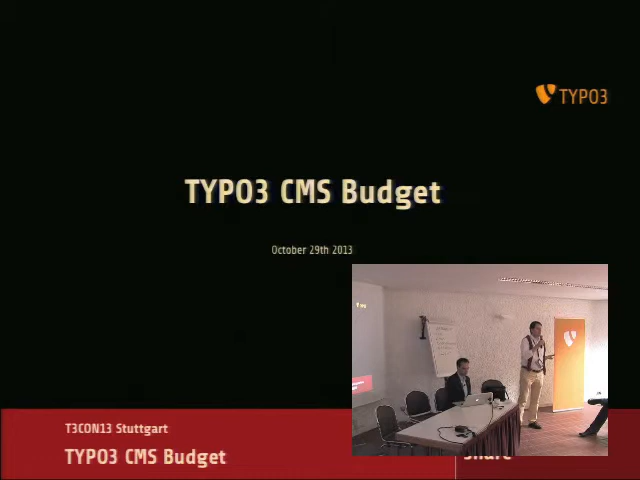 TYPO3
TYPO3 CMS Budget
October 29th 2013
T3CON13 Stuttgart
TYPO3 CMS Budget